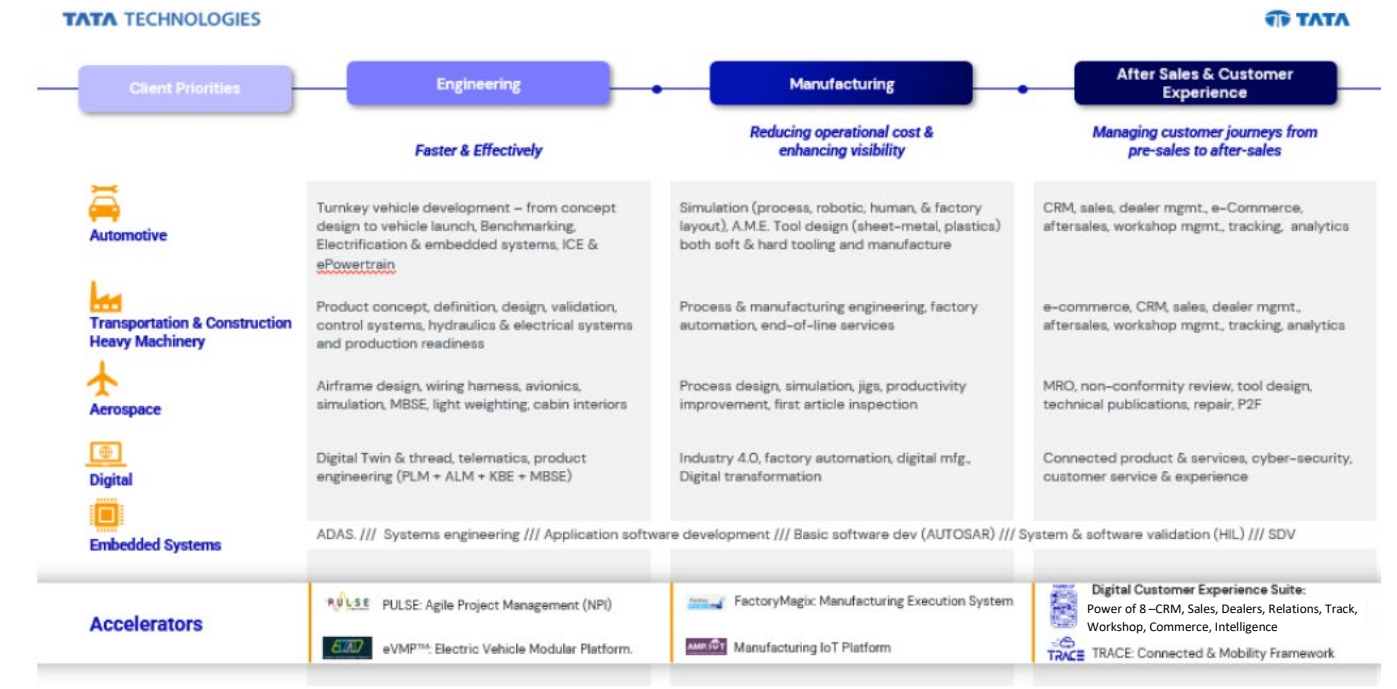 TATA TECHNOLOGIES
TATA
Client Priorities
Engineering
Manufacturing
After Sales & Customer
Experience
Faster & Effectively
Reducing operational cost &
enhancing visibility
Managing customer journeys from
pre-sales to after-sales
Automotive
Turnkey vehicle development – from concept
design to vehicle launch, Benchmarking,
Electrification & embedded systems, ICE &
ePowertrain
Simulation (process, robotic, human, & factory
layout), A.M.E. Tool design (sheet-metal, plastics)
both soft & hard tooling and manufacture
CRM, sales, dealer mgmt., e-Commerce,
aftersales, workshop mgmt., tracking, analytics
Transportation & Construction
Heavy Machinery
Product concept, definition, design, validation,
control systems, hydraulics & electrical systems
and production readiness
Process & manufacturing engineering, factory
automation, end-of-line services
e-commerce, CRM, sales, dealer mgmt.,
aftersales, workshop mgmt., tracking, analytics
Aerospace
Airframe design, wiring harness, avionics,
simulation, MBSE, light weighting, cabin interiors
Process design, simulation, jigs, productivity
improvement, first article inspection
MRO, non-conformity review, tool design,
technical publications, repair, P2F
Digital
Digital Twin & thread, telematics, product
engineering (PLM + ALM + KBE + MBSE)
Industry 4.0, factory automation, digital mfg.,
Digital transformation
Connected product & services, cyber-security,
customer service & experience
Embedded Systems
ADAS. /// Systems engineering /// Application software development /// Basic software dev (AUTOSAR) /// System & software validation (HIL) /// SDV
Accelerators
PULSE
PULSE: Agile Project Management (NPI)
eVMP™: Electric Vehicle Modular Platform.
Factory
FactoryMagix: Manufacturing Execution System
AMP IOT
Manufacturing IoT Platform
POWER OF
Digital Customer Experience Suite:
Power of 8 –CRM, Sales, Dealers, Relations, Track,
Workshop, Commerce, Intelligence
TRACE
TRACE: Connected & Mobility Framework